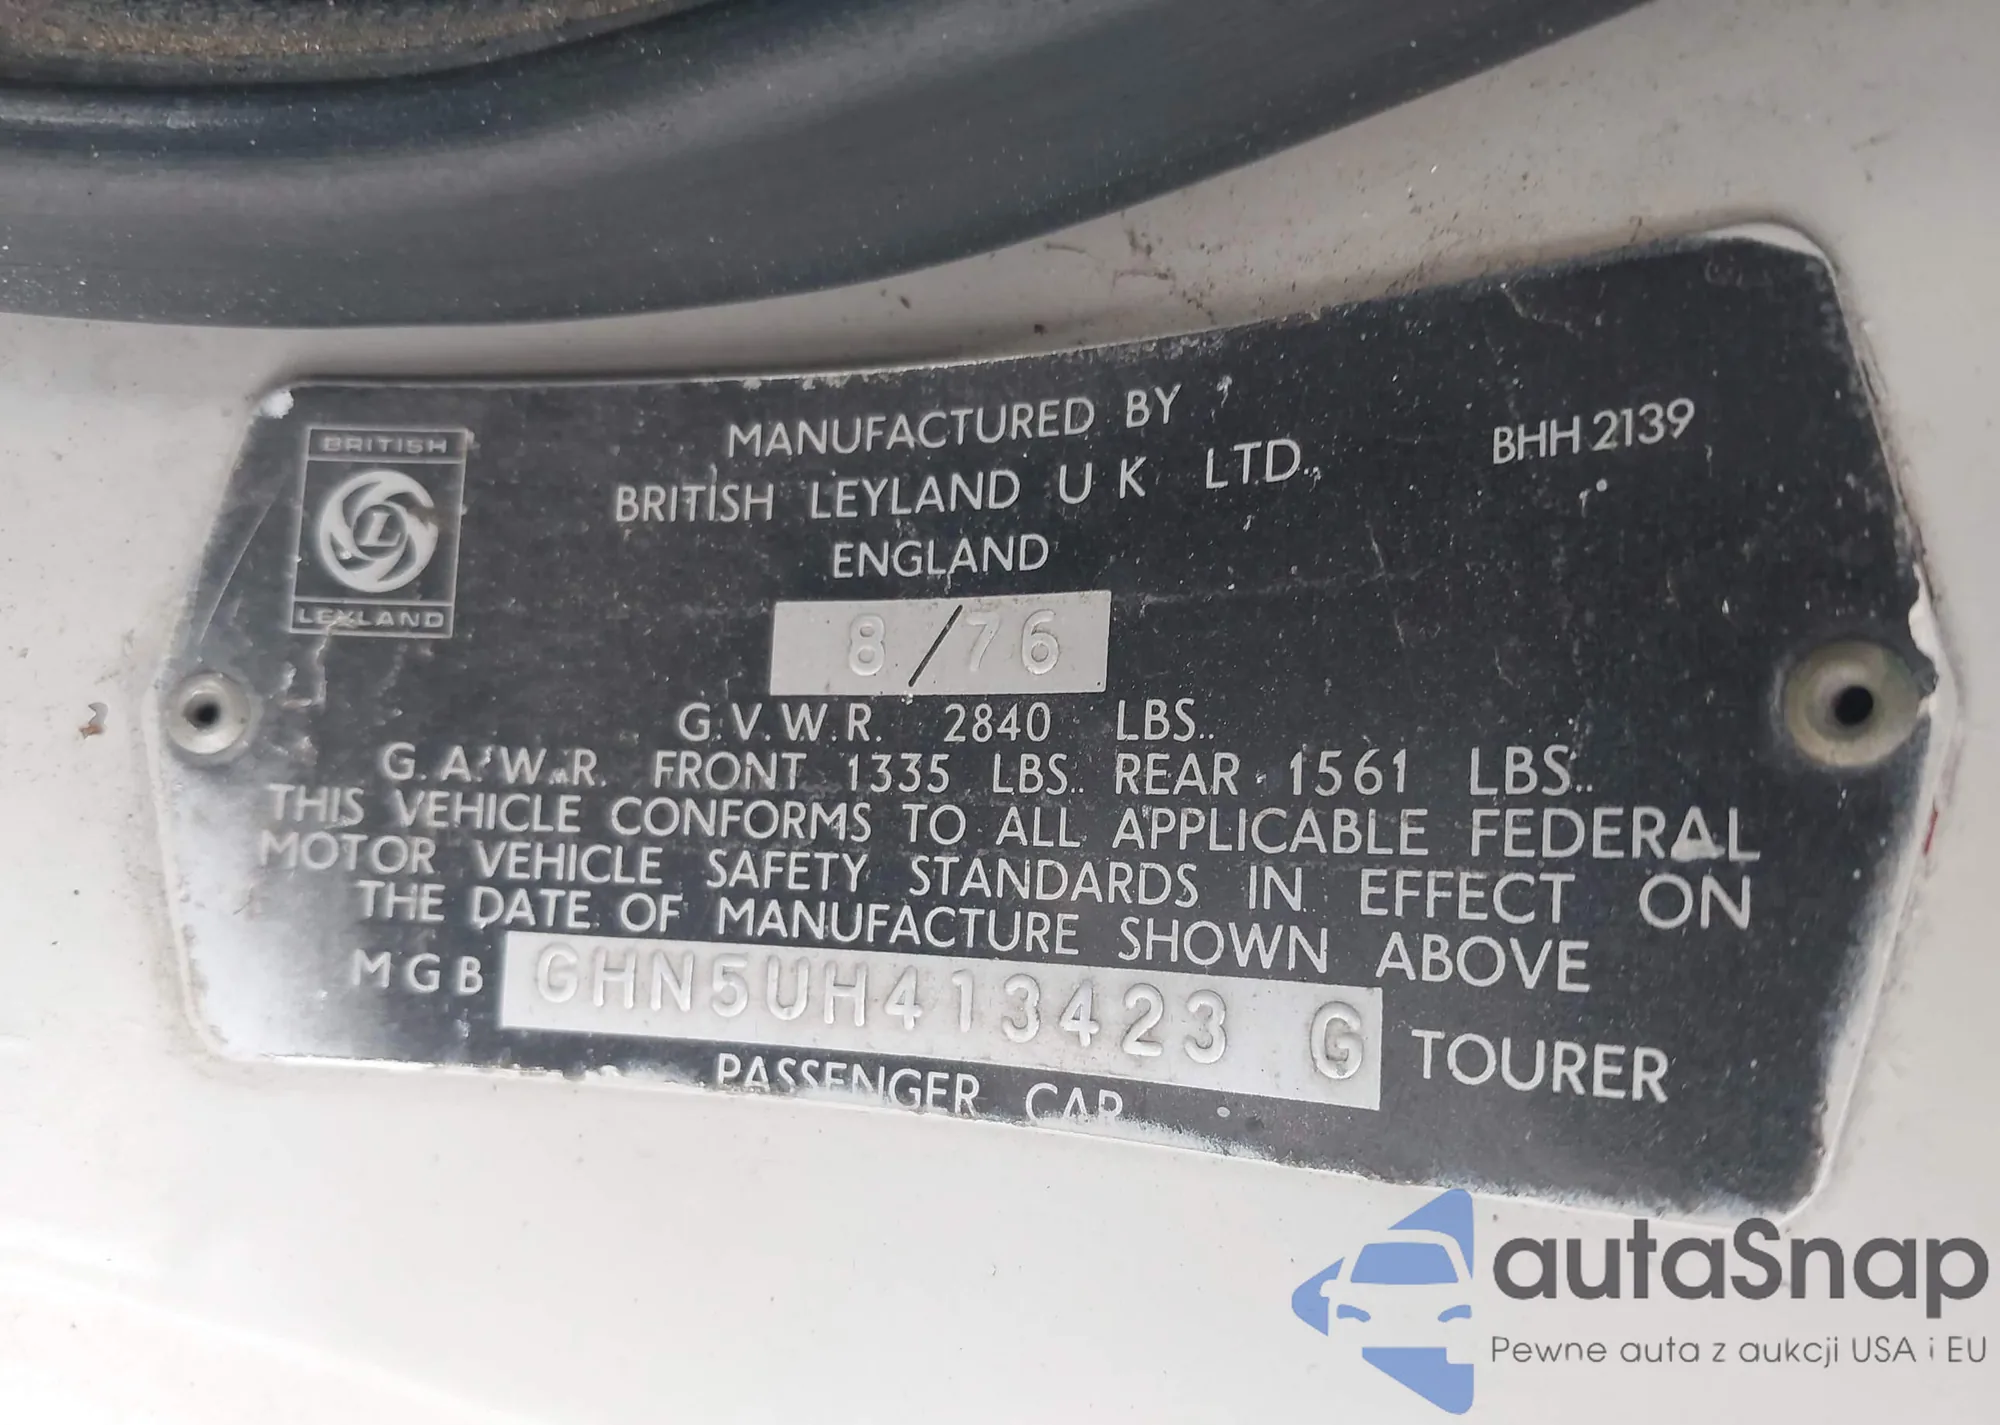 BRITISH
L
LEYLAND
MANUFACTURED BY
BRITISH LEYLAND U K LTD.,
ENGLAND
BHH 2139
8/76
G.V.W.R. 2840 LBS..
G.A.W.R. FRONT 1335 LBS.. REAR 1561 LBS..
THIS VEHICLE CONFORMS TO ALL APPLICABLE FEDERAL
MOTOR VEHICLE SAFETY STANDARDS IN EFFECT ON
THE DATE OF MANUFACTURE SHOWN ABOVE
MGB GHN5UH413423 G TOURER
PASSENGER CAR
autaSnap
Pewne auta z aukcji USA i EU